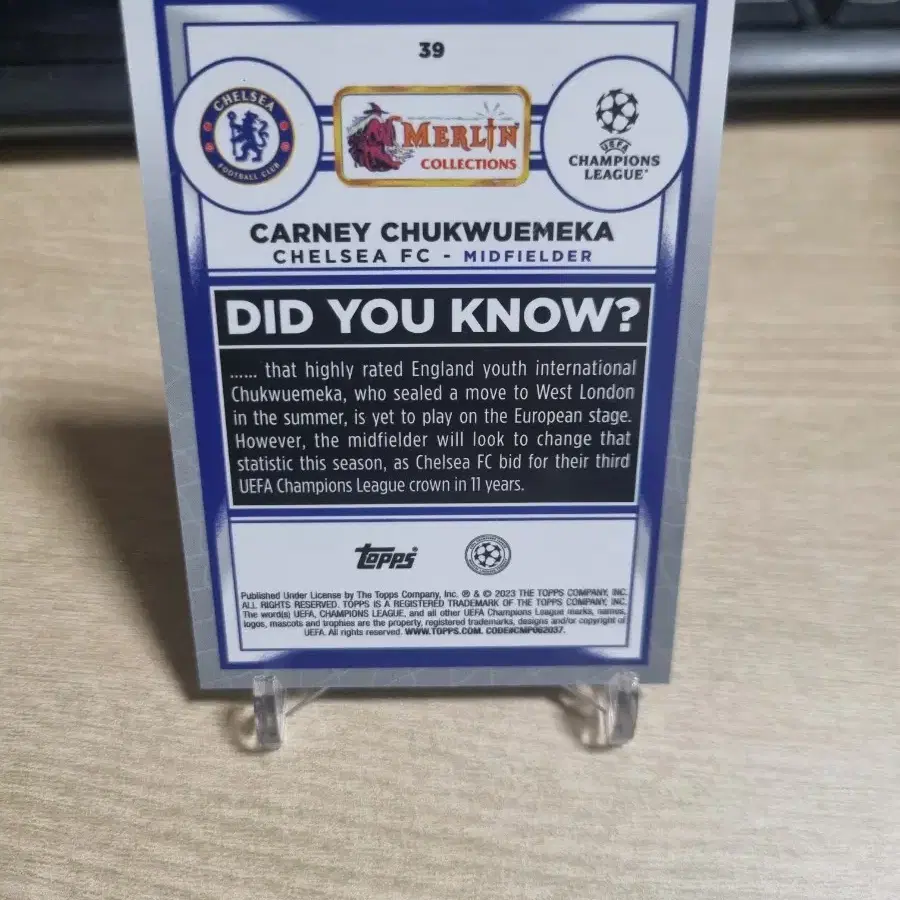 39
CHELSEA
FOOTBALL CLUB
MERLIN
COLLECTIONS
UEFA
CHAMPIONS
LEAGUE®
CARNEY CHUKWUEMEKA
CHELSEA FC - MIDFIELDER
DID YOU KNOW?
...... that highly rated England youth international
Chukwuemeka, who sealed a move to West London
in the summer, is yet to play on the European stage.
However, the midfielder will look to change that
statistic this season, as Chelsea FC bid for their third
UEFA Champions League crown in 11 years.
topps®
Published Under License by The Topps Company, Inc. ® & © 2023 THE TOPPS COMPANY, INC.
ALL RIGHTS RESERVED. TOPPS IS A REGISTERED TRADEMARK OF THE TOPPS COMPANY, INC.
The word(s) UEFA, CHAMPIONS LEAGUE, and all other UEFA Champions League marks, names,
logos, mascots and trophies are the property, registered trademarks, designs and/or copyright of
UEFA. All rights reserved. WWW.TOPPS.COM. CODE#CMP062037.